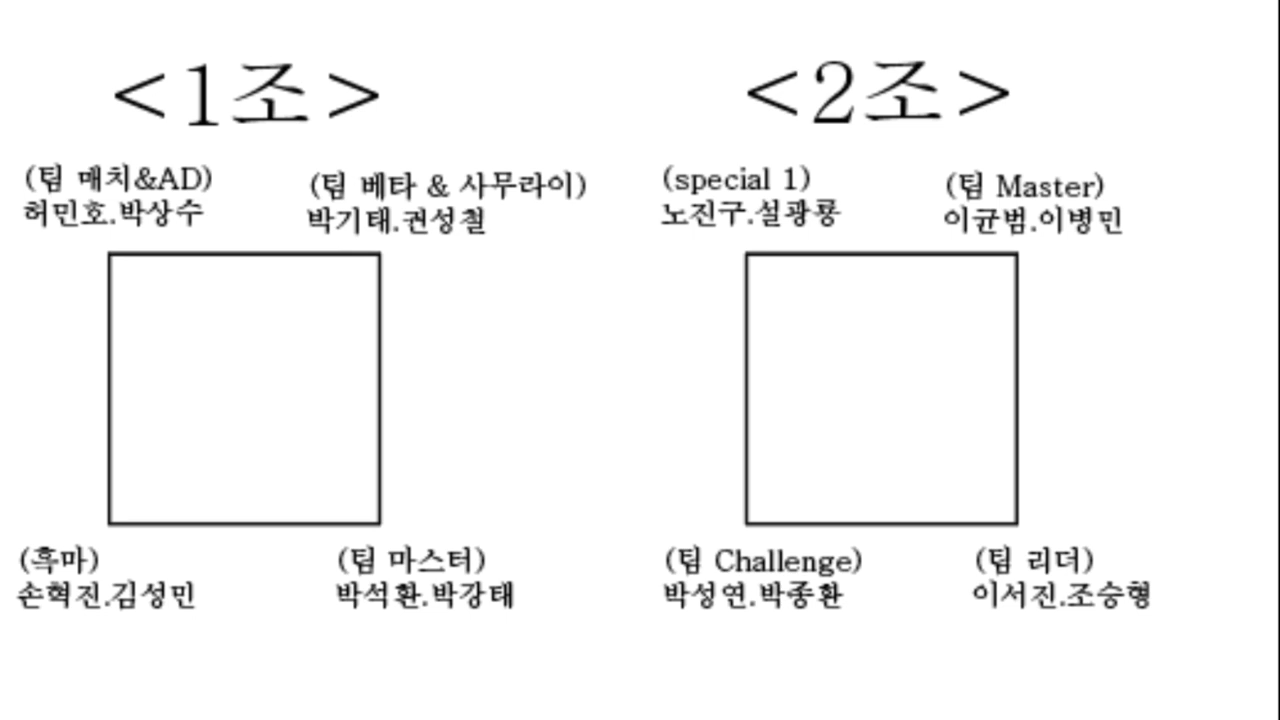 <1조>
<2조>
(팀 매치&AD)
허민호.박상수
(팀 베타 & 사무라이)
박기태.권성철
(special 1)
노진구.설광룡
(팀 Master)
이균범.이병민
(흑마)
손혁진.김성민
(팀 마스터)
박석환.박강태
(팀 Challenge)
박성연.박종환
(팀 리더)
이서진.조승형